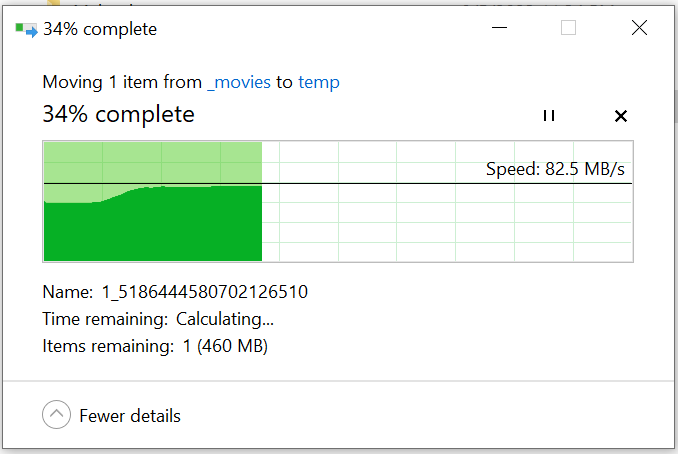 34% complete
Moving 1 item from _movies to temp
34% complete
Speed: 82.5 MB/s
Name: 1_5186444580702126510
Time remaining: Calculating...
Items remaining: 1 (460 MB)
Fewer details